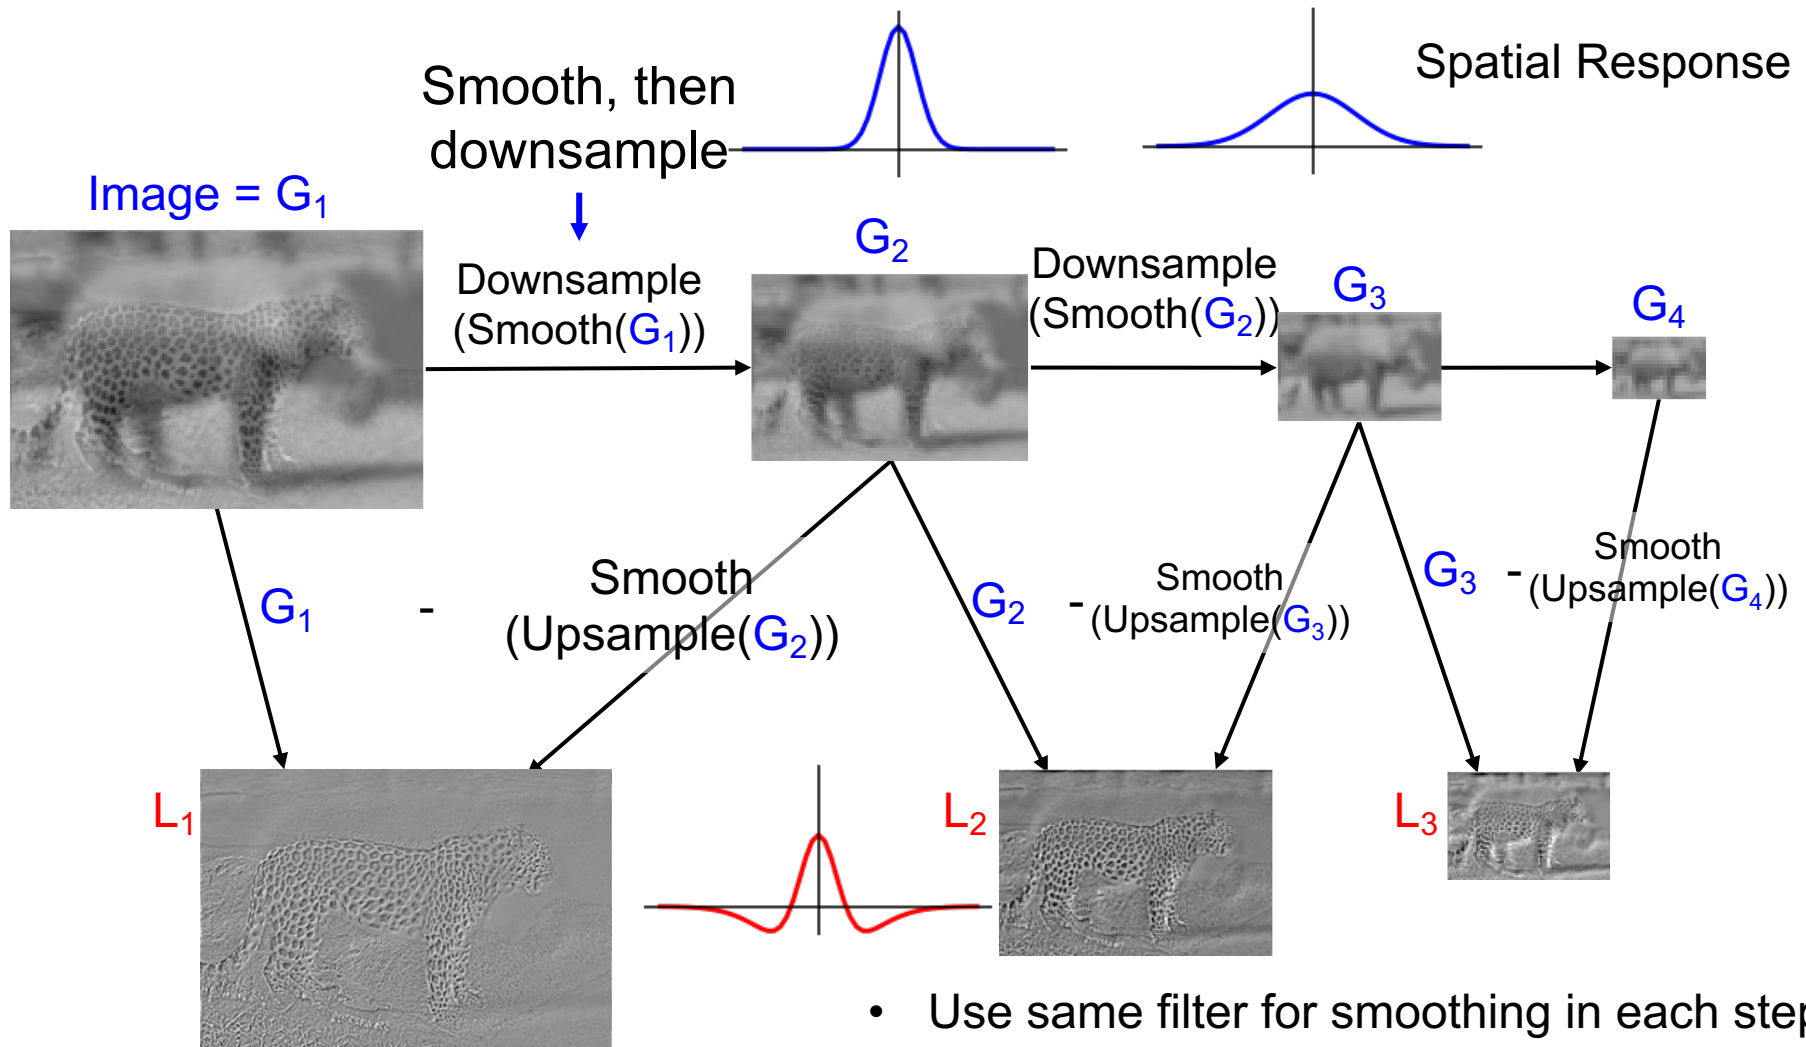 Smooth, then
downsample
Spatial Response
Image = G₁
Downsample
(Smooth(G₁))
G₂
Downsample
(Smooth(G₂))
G₃
G₄
G₁
-
Smooth
(Upsample(G₂))
G₂
-
Smooth
(Upsample(G₃))
G₃
-
Smooth
(Upsample(G₄))
L₁
L₂
L₃
• Use same filter for smoothing in each step